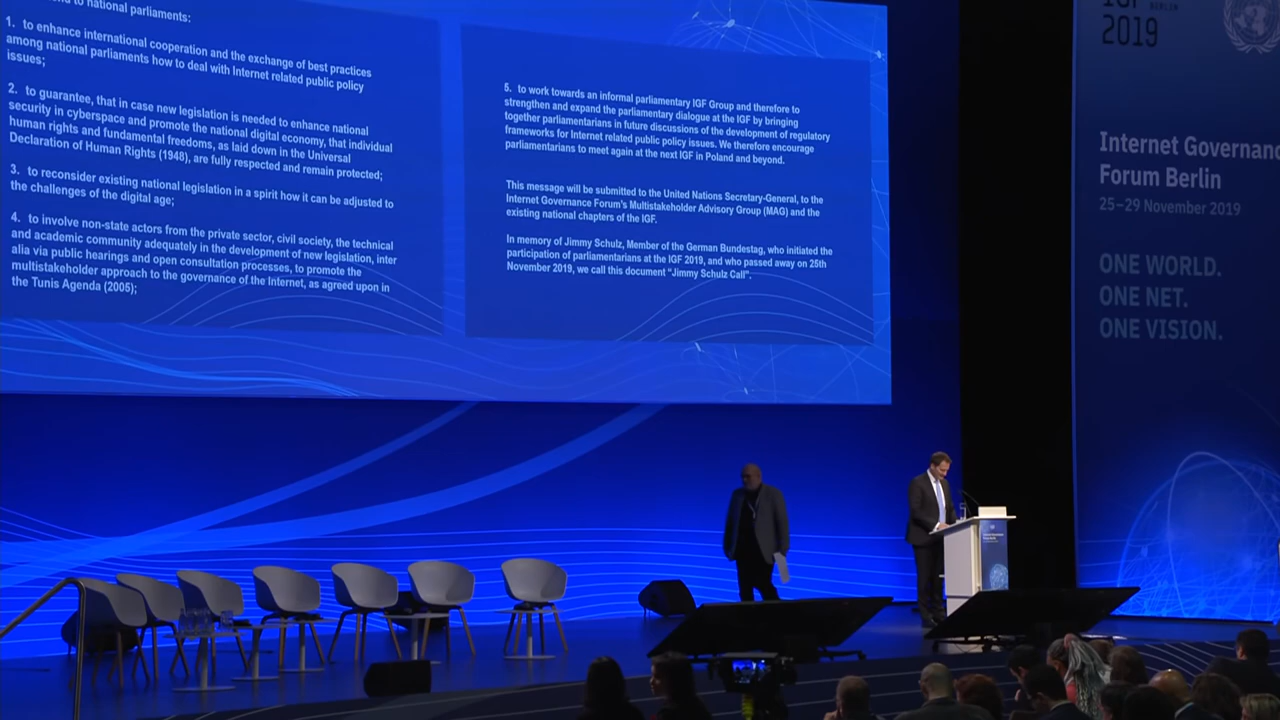 to national parliaments:
1. to enhance international cooperation and the exchange of best practices
among national parliaments how to deal with Internet related public policy
issues;
2. to guarantee, that in case new legislation is needed to enhance national
security in cyberspace and promote the national digital economy, that individual
human rights and fundamental freedoms, as laid down in the Universal
Declaration of Human Rights (1948), are fully respected and remain protected;
3. to reconsider existing national legislation in a spirit how it can be adjusted to
the challenges of the digital age;
4. to involve non-state actors from the private sector, civil society, the technical
and academic community adequately in the development of new legislation, inter
alia via public hearings and open consultation processes, to promote the
multistakeholder approach to the governance of the Internet, as agreed upon in
the Tunis Agenda (2005);
5. to work towards an informal parliamentary IGF Group and therefore to
strengthen and expand the parliamentary dialogue at the IGF by bringing
together parlimentarians in future discussions of the development of regulatory
frameworks for Internet related public policy issues. We therefore encourage
parlimentarians to meet again at the next IGF in Poland and beyond.
This message will be submitted to the United Nations Secretary-General, to the
Internet Governance Forum's Multistakeholder Advisory Group (MAG) and the
existing national chapters of the IGF.
In memory of Jimmy Schulz, Member of the German Bundestag, who initiated the
participation of parlimentarians at the IGF 2019, and who passed away on 25th
November 2019, we call this document "Jimmy Schulz Call".
IGF BERLIN
2019
Internet Governanc
Forum Berlin
25–29 November 2019
ONE WORLD.
ONE NET.
ONE VISION.